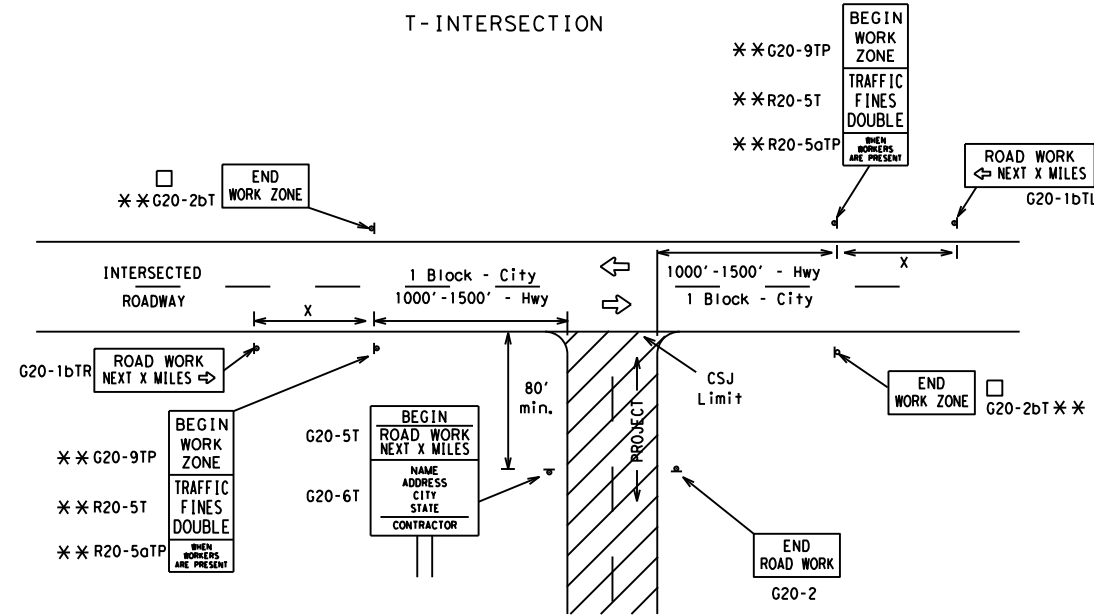 T-INTERSECTION
BEGIN
WORK
ZONE
TRAFFIC
FINES
DOUBLE
WHEN
WORKERS
ARE PRESENT
**G20-9TP
**R20-5T
**R20-5aTP
ROAD WORK
⇦ NEXT X MILES
G20-1bTL
□
**G20-2bT
END
WORK ZONE
INTERSECTED
ROADWAY
X
1 Block - City
1000'-1500' - Hwy
⇦
⇨
1000'-1500' - Hwy
1 Block - City
X
G20-1bTR
ROAD WORK
NEXT X MILES ⇨
80'
min.
CSJ
Limit
PROJECT
END
WORK ZONE
□
G20-2bT **
**G20-9TP
**R20-5T
**R20-5aTP
BEGIN
WORK
ZONE
TRAFFIC
FINES
DOUBLE
WHEN
WORKERS
ARE PRESENT
G20-5T
G20-6T
BEGIN
ROAD WORK
NEXT X MILES
NAME
ADDRESS
CITY
STATE
CONTRACTOR
END
ROAD WORK
G20-2